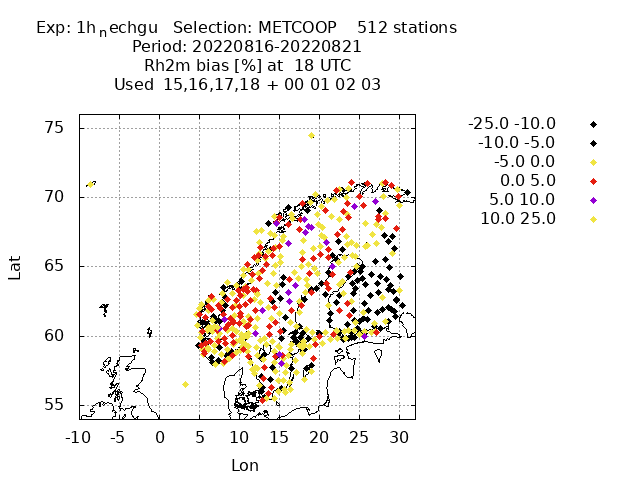 Exp: 1hnechgu   Selection: METCOOP    512 stations
Period: 20220816-20220821
Rh2m bias [%] at  18 UTC
Used  15,16,17,18 + 00 01 02 03
-25.0 -10.0
-10.0 -5.0
-5.0 0.0
0.0 5.0
5.0 10.0
10.0 25.0
Lat
75
70
65
60
55
-10 -5 0 5 10 15 20 25 30
Lon